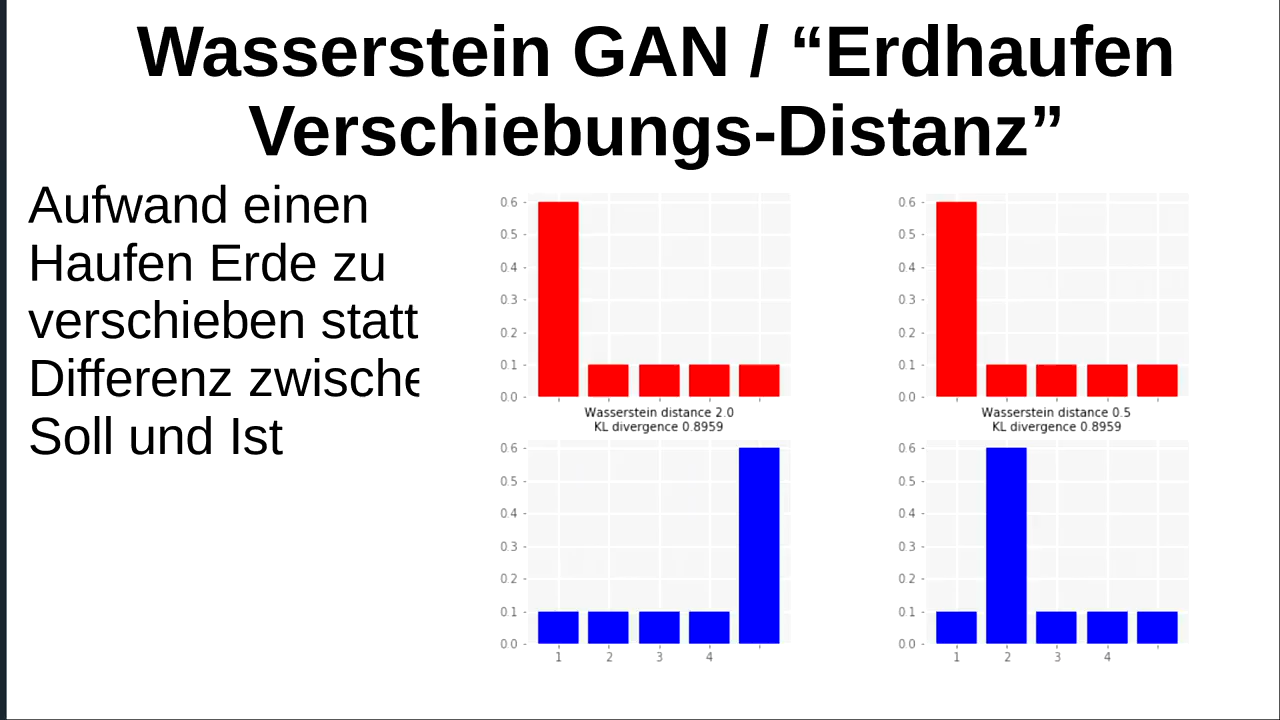 Wasserstein GAN / “Erdhaufen
Verschiebungs-Distanz”
Aufwand einen
Haufen Erde zu
verschieben statt
Differenz zwische
Soll und Ist
0.6
0.5
0.4
0.3
0.2
0.1
0.0
Wasserstein distance 2.0
KL divergence 0.8959
0.6
0.5
0.4
0.3
0.2
0.1
0.0
1 2 3 4
0.6
0.5
0.4
0.3
0.2
0.1
0.0
Wasserstein distance 0.5
KL divergence 0.8959
0.6
0.5
0.4
0.3
0.2
0.1
0.0
1 2 3 4